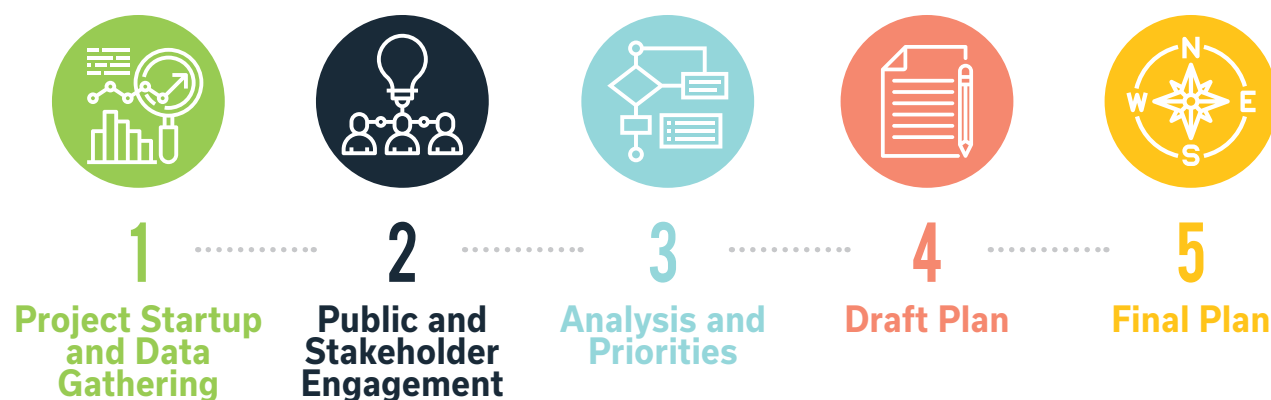 N
W E
S
1
2
3
4
5
Project Startup
and Data
Gathering
Public and
Stakeholder
Engagement
Analysis and
Priorities
Draft Plan
Final Plan